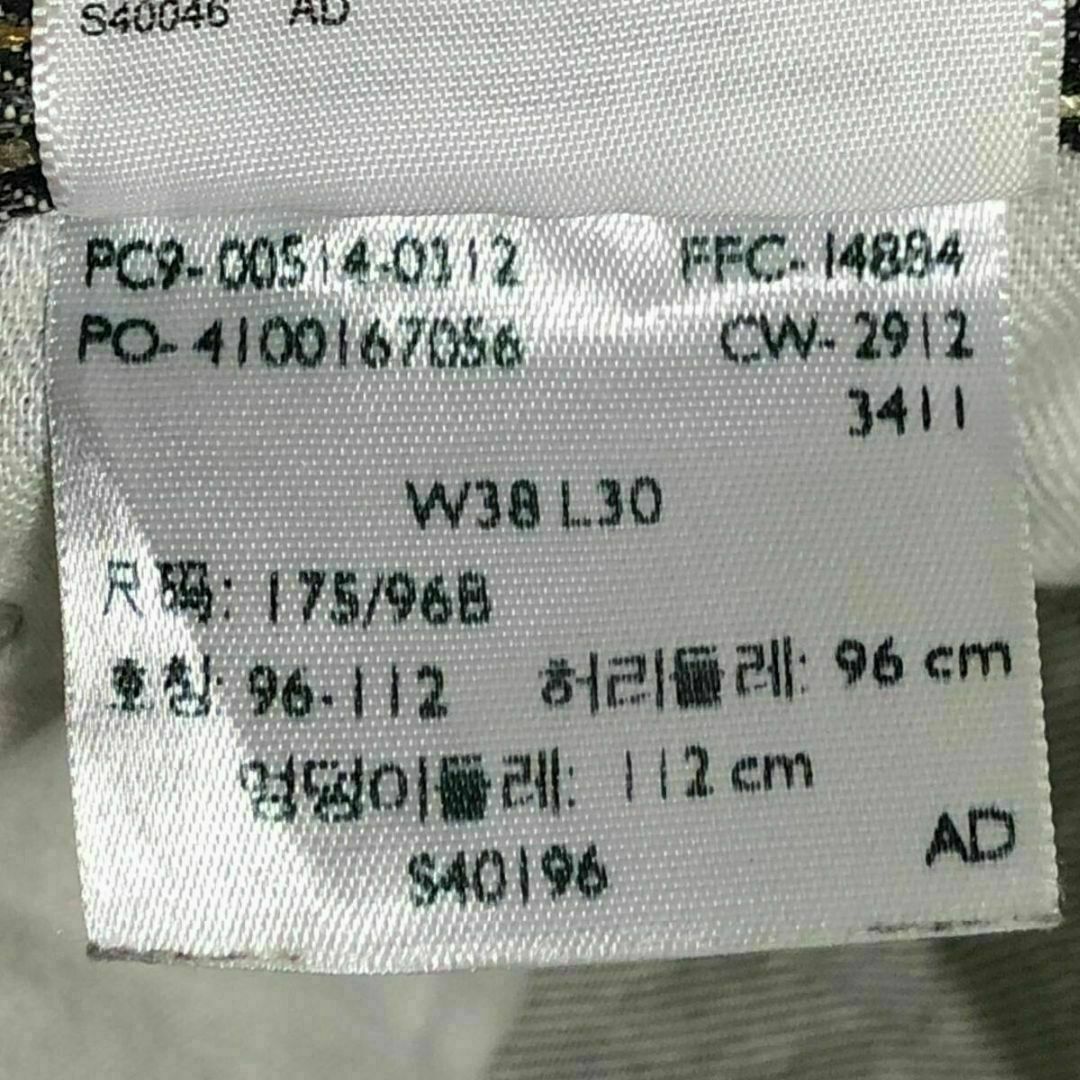 S40046 AD
PC9-00514-0312 FFC-14884
PO-4100167056 CW-2912
3411
W38 L30
尺码: 175/96B
호칭: 96-112 허리둘레: 96 cm
엉덩이둘레: 112 cm
S40196 AD